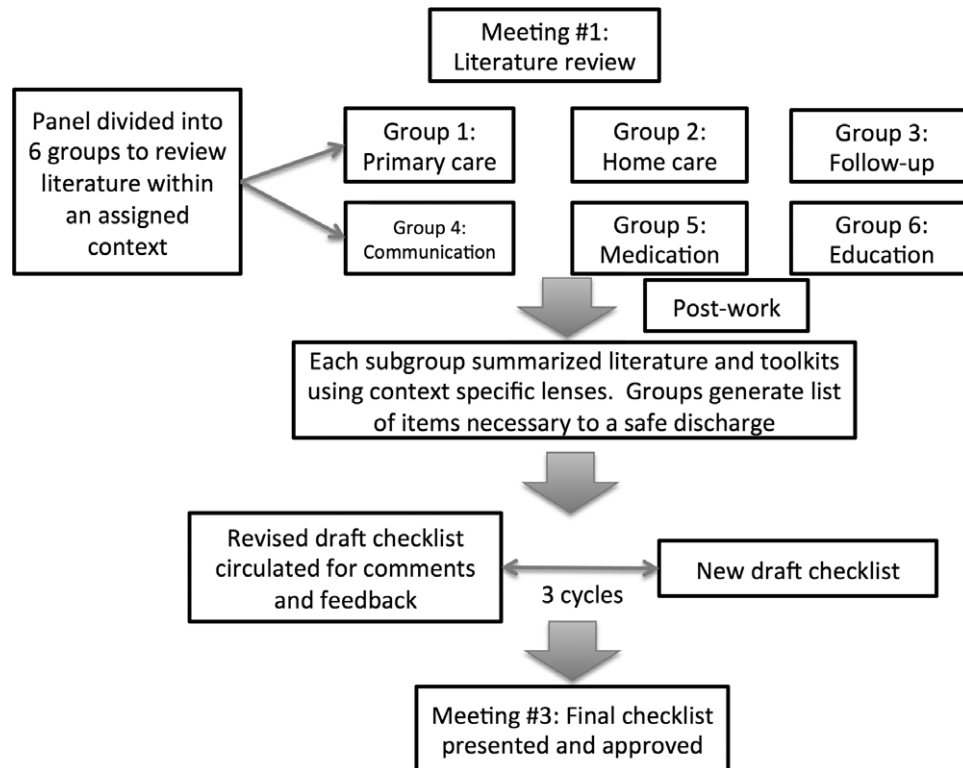 Meeting #1:
Literature review
Panel divided into
6 groups to review
literature within
an assigned
context
Group 1:
Primary care
Group 2:
Home care
Group 3:
Follow-up
Group 4:
Communication
Group 5:
Medication
Group 6:
Education
Post-work
Each subgroup summarized literature and toolkits
using context specific lenses.  Groups generate list
of items necessary to a safe discharge
Revised draft checklist
circulated for comments
and feedback
3 cycles
New draft checklist
Meeting #3: Final checklist
presented and approved